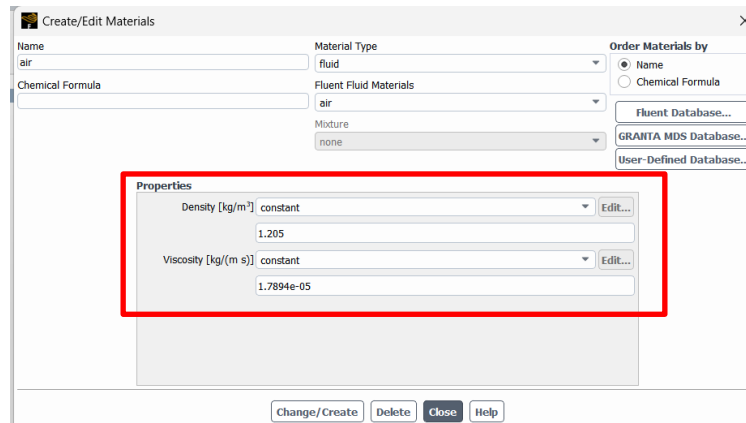 Create/Edit Materials
Name
Material Type
Order Materials by
air
fluid
Name
Chemical Formula
Chemical Formula
Fluent Fluid Materials
air
Fluent Database...
Mixture
GRANTA MDS Database..
none
User-Defined Database..
Properties
Density [kg/m³] constant
Edit...
1.205
Viscosity [kg/(m s)] constant
Edit...
1.7894e-05
Change/Create
Delete
Close
Help